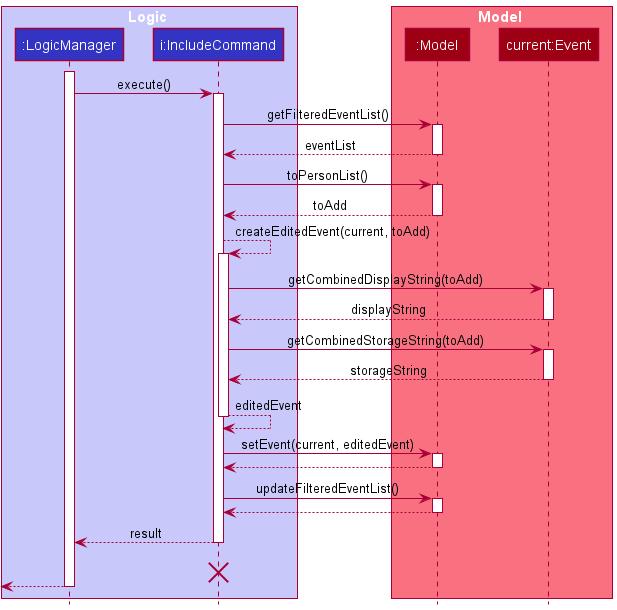 Logic
Model
:LogicManager
i:IncludeCommand
:Model
current:Event
execute()
getFilteredEventList()
eventList
toPersonList()
toAdd
createEditedEvent(current, toAdd)
getCombinedDisplayString(toAdd)
displayString
getCombinedStorageString(toAdd)
storageString
editedEvent
setEvent(current, editedEvent)
updateFilteredEventList()
result